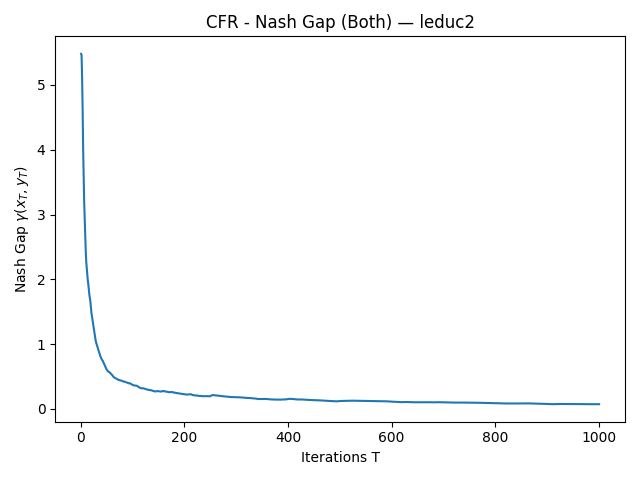 CFR - Nash Gap (Both) — leduc2
Nash Gap γ(x_T, y_T)
5
4
3
2
1
0
0 200 400 600 800 1000
Iterations T